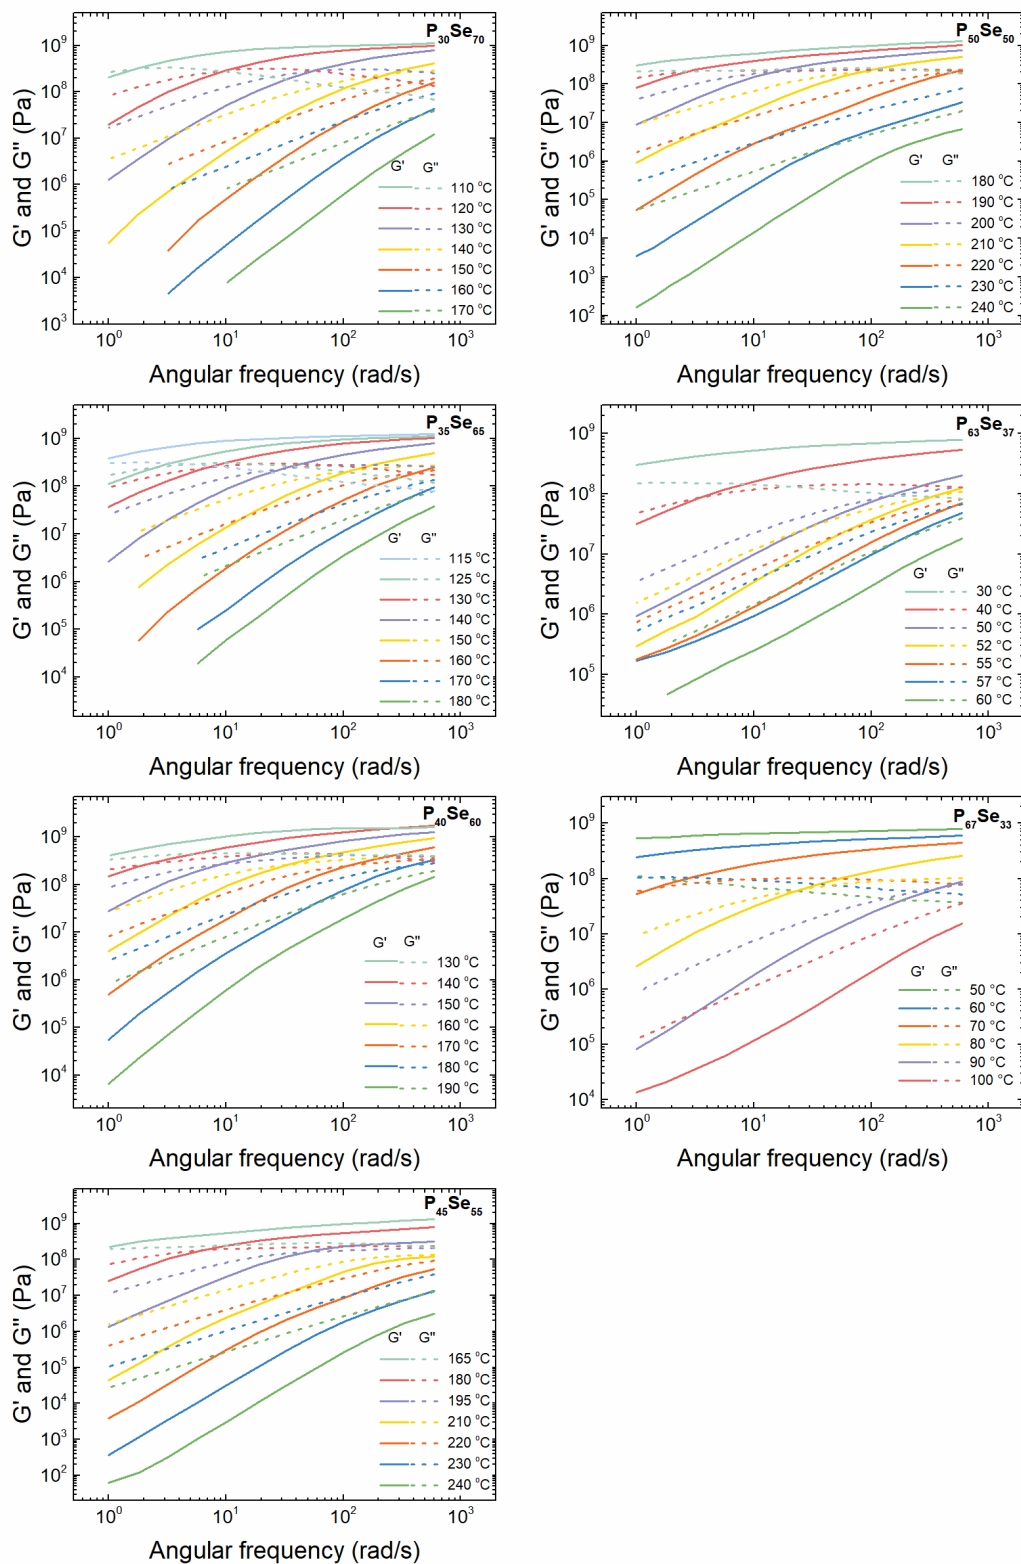 P30Se70
G' and G" (Pa)
10^9
10^8
10^7
10^6
10^5
10^4
10^3
G' G"
110 °C
120 °C
130 °C
140 °C
150 °C
160 °C
170 °C
10^0 10^1 10^2 10^3
Angular frequency (rad/s)
P50Se50
G' and G" (Pa)
10^9
10^8
10^7
10^6
10^5
10^4
10^3
10^2
G' G"
180 °C
190 °C
200 °C
210 °C
220 °C
230 °C
240 °C
10^0 10^1 10^2 10^3
Angular frequency (rad/s)
P35Se65
G' and G" (Pa)
10^9
10^8
10^7
10^6
10^5
10^4
G' G"
115 °C
125 °C
130 °C
140 °C
150 °C
160 °C
170 °C
180 °C
10^0 10^1 10^2 10^3
Angular frequency (rad/s)
P63Se37
G' and G" (Pa)
10^9
10^8
10^7
10^6
10^5
G' G"
30 °C
40 °C
50 °C
52 °C
55 °C
57 °C
60 °C
10^0 10^1 10^2 10^3
Angular frequency (rad/s)
P40Se60
G' and G" (Pa)
10^9
10^8
10^7
10^6
10^5
10^4
G' G"
130 °C
140 °C
150 °C
160 °C
170 °C
180 °C
190 °C
10^0 10^1 10^2 10^3
Angular frequency (rad/s)
P67Se33
G' and G" (Pa)
10^9
10^8
10^7
10^6
10^5
10^4
G' G"
50 °C
60 °C
70 °C
80 °C
90 °C
100 °C
10^0 10^1 10^2 10^3
Angular frequency (rad/s)
P45Se55
G' and G" (Pa)
10^9
10^8
10^7
10^6
10^5
10^4
10^3
10^2
G' G"
165 °C
180 °C
195 °C
210 °C
220 °C
230 °C
240 °C
10^0 10^1 10^2 10^3
Angular frequency (rad/s)